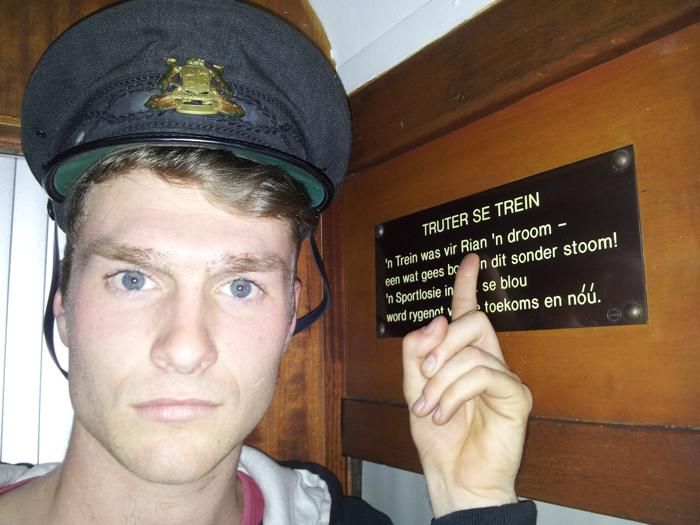 TRUTER SE TREIN
'n Trein was vir Rian 'n droom –
een wat gees dit sonder stoom!
'n Sportlosie se blou
word rygenot toekoms en nóú.